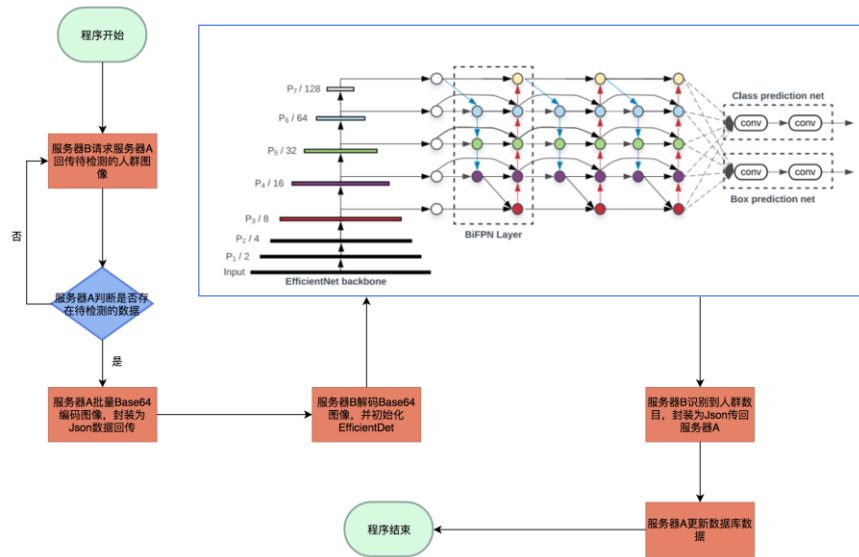 程序开始
服务器B请求服务器A
回传待检测的人群图
像
否
服务器A判断是否存
在待检测的数据
是
服务器A批量Base64
编码图像，封装为
Json数据回传
服务器B解码Base64
图像，并初始化
EfficientDet
P7 / 128
P6 / 64
P5 / 32
P4 / 16
P3 / 8
P2 / 4
P1 / 2
Input
EfficientNet backbone
BiFPN Layer
Class prediction net
conv
conv
conv
conv
Box prediction net
服务器B识别到人群数
目，封装为Json传回
服务器A
服务器A更新数据库数
据
程序结束